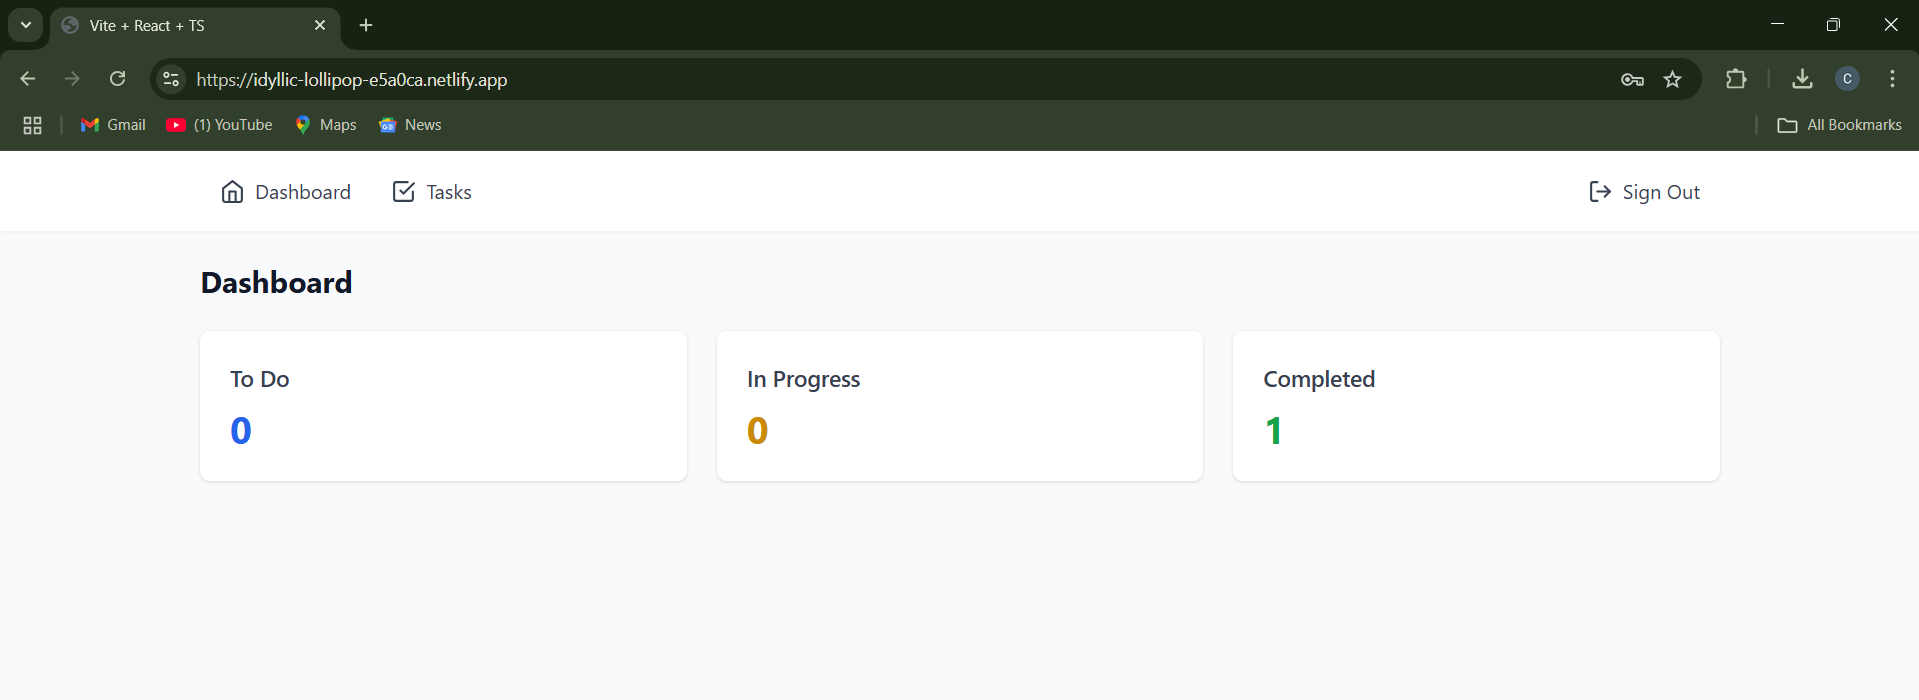 Vite + React + TS
https://idyllic-lollipop-e5a0ca.netlify.app
C
Gmail (1) YouTube Maps News All Bookmarks
Dashboard Tasks Sign Out
Dashboard
To Do In Progress Completed
0 0 1